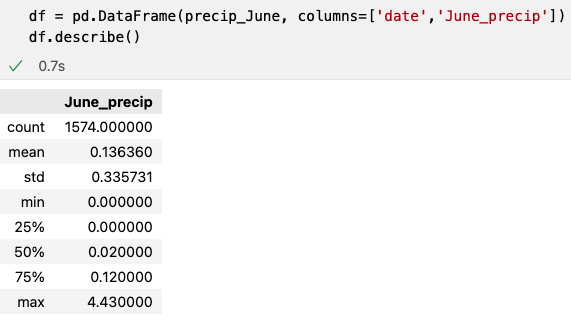 df = pd.DataFrame(precip_June, columns=['date','June_precip'])
df.describe()
0.7s
June_precip
count 1574.000000
mean 0.136360
std 0.335731
min 0.000000
25% 0.000000
50% 0.020000
75% 0.120000
max 4.430000